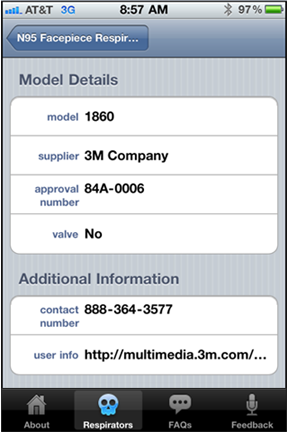 AT&T 3G 8:57 AM 97%
N95 Facepiece Respir...
Model Details
model 1860
supplier 3M Company
approval number 84A-0006
valve No
Additional Information
contact number 888-364-3577
user info http://multimedia.3m.com/...
About Respirators FAQs Feedback